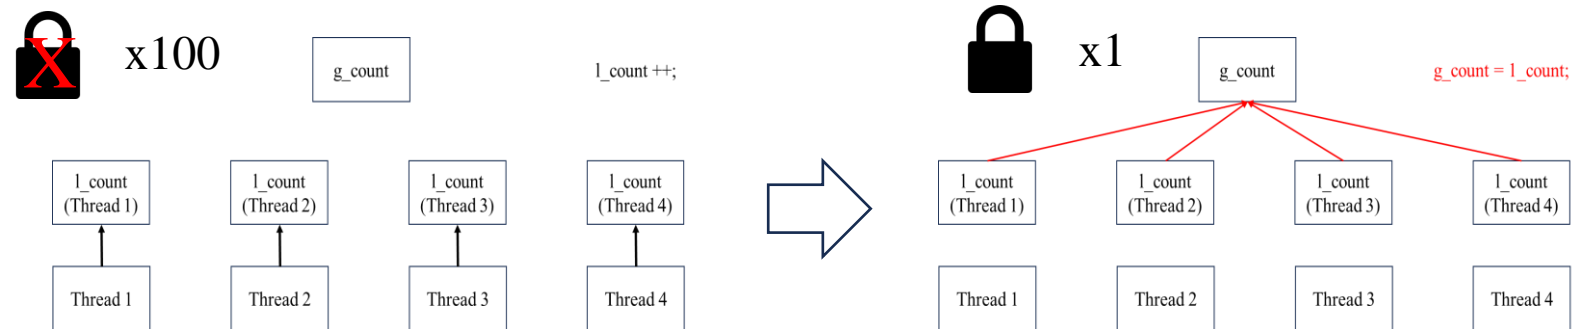 X
x100
g_count
l_count ++;
l_count
(Thread 1)
l_count
(Thread 2)
l_count
(Thread 3)
l_count
(Thread 4)
Thread 1
Thread 2
Thread 3
Thread 4
x1
g_count
g_count = l_count;
l_count
(Thread 1)
l_count
(Thread 2)
l_count
(Thread 3)
l_count
(Thread 4)
Thread 1
Thread 2
Thread 3
Thread 4